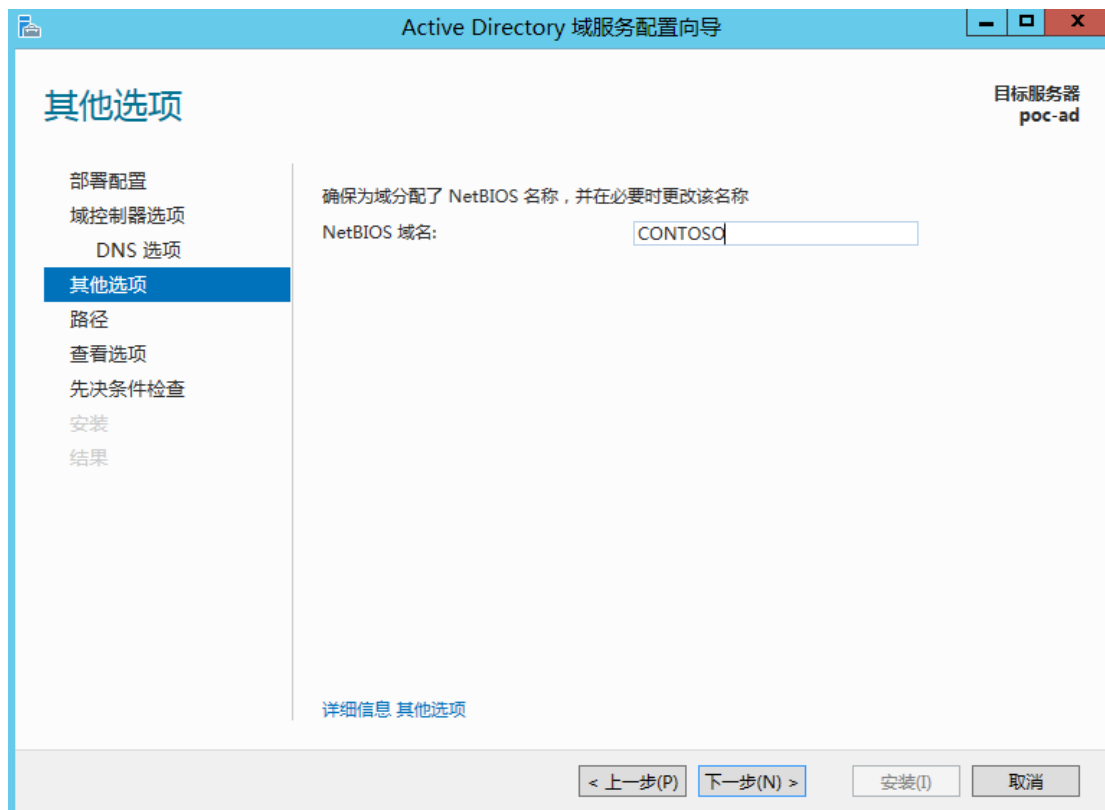 Active Directory 域服务配置向导
其他选项
目标服务器
poc-ad
部署配置
域控制器选项
DNS 选项
其他选项
路径
查看选项
先决条件检查
安装
结果
确保为域分配了 NetBIOS 名称，并在必要时更改该名称
NetBIOS 域名: CONTOSO
详细信息 其他选项
< 上一步(P) 下一步(N) > 安装(I) 取消